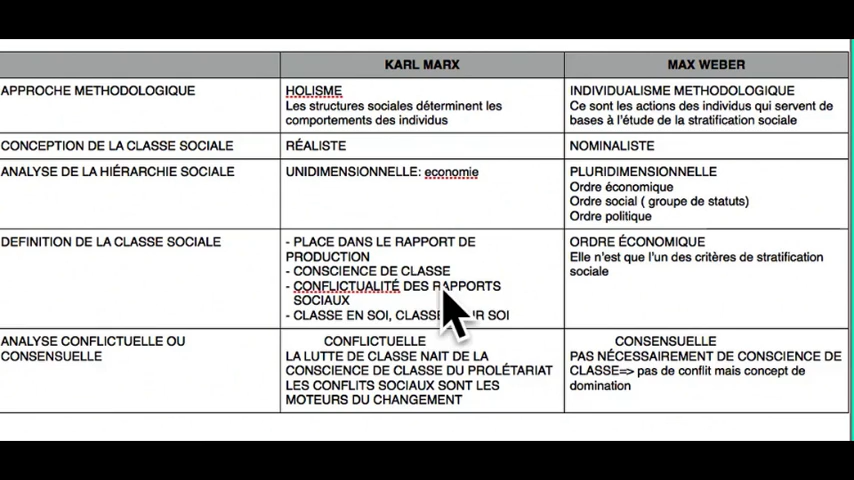 KARL MARX
MAX WEBER
APPROCHE METHODOLOGIQUE
HOLISME
Les structures sociales déterminent les
comportements des individus
INDIVIDUALISME METHODOLOGIQUE
Ce sont les actions des individus qui servent de
bases à l'étude de la stratification sociale
CONCEPTION DE LA CLASSE SOCIALE
RÉALISTE
NOMINALISTE
ANALYSE DE LA HIÉRARCHIE SOCIALE
UNIDIMENSIONNELLE: economie
PLURIDIMENSIONNELLE
Ordre économique
Ordre social ( groupe de statuts)
Ordre politique
DEFINITION DE LA CLASSE SOCIALE
- PLACE DANS LE RAPPORT DE
PRODUCTION
- CONSCIENCE DE CLASSE
- CONFLICTUALITÉ DES RAPPORTS
SOCIAUX
- CLASSE EN SOI, CLASSE UR SOI
ORDRE ÉCONOMIQUE
Elle n'est que l'un des critères de stratification
sociale
ANALYSE CONFLICTUELLE OU
CONSENSUELLE
CONFLICTUELLE
LA LUTTE DE CLASSE NAIT DE LA
CONSCIENCE DE CLASSE DU PROLÉTARIAT
LES CONFLITS SOCIAUX SONT LES
MOTEURS DU CHANGEMENT
CONSENSUELLE
PAS NÉCESSAIREMENT DE CONSCIENCE DE
CLASSE=> pas de conflit mais concept de
domination